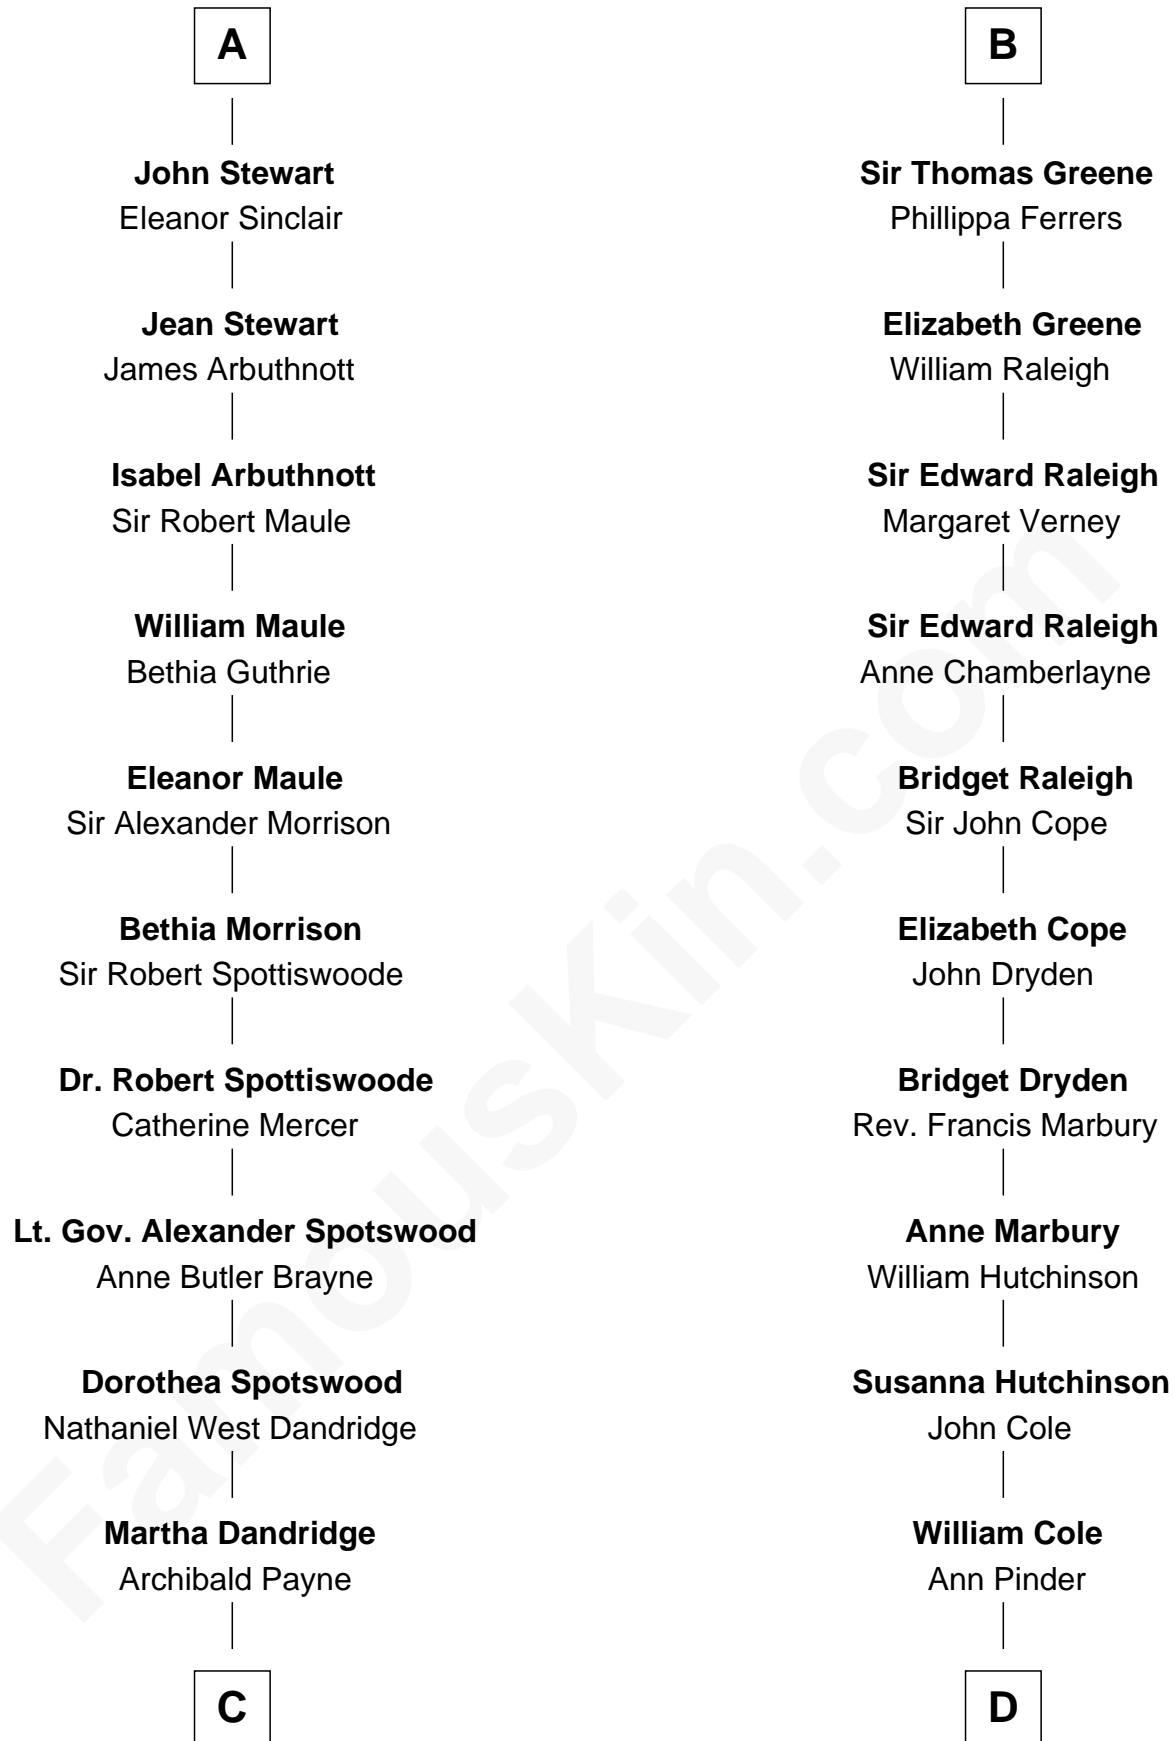 A
John Stewart
Eleanor Sinclair
Jean Stewart
James Arbuthnott
Isabel Arbuthnott
Sir Robert Maule
William Maule
Bethia Guthrie
Eleanor Maule
Sir Alexander Morrison
Bethia Morrison
Sir Robert Spottiswoode
Dr. Robert Spottiswoode
Catherine Mercer
Lt. Gov. Alexander Spotswood
Anne Butler Brayne
Dorothea Spotswood
Nathaniel West Dandridge
Martha Dandridge
Archibald Payne
C
B
Sir Thomas Greene
Phillippa Ferrers
Elizabeth Greene
William Raleigh
Sir Edward Raleigh
Margaret Verney
Sir Edward Raleigh
Anne Chamberlayne
Bridget Raleigh
Sir John Cope
Elizabeth Cope
John Dryden
Bridget Dryden
Rev. Francis Marbury
Anne Marbury
William Hutchinson
Susanna Hutchinson
John Cole
William Cole
Ann Pinder
D
FamousKin.com